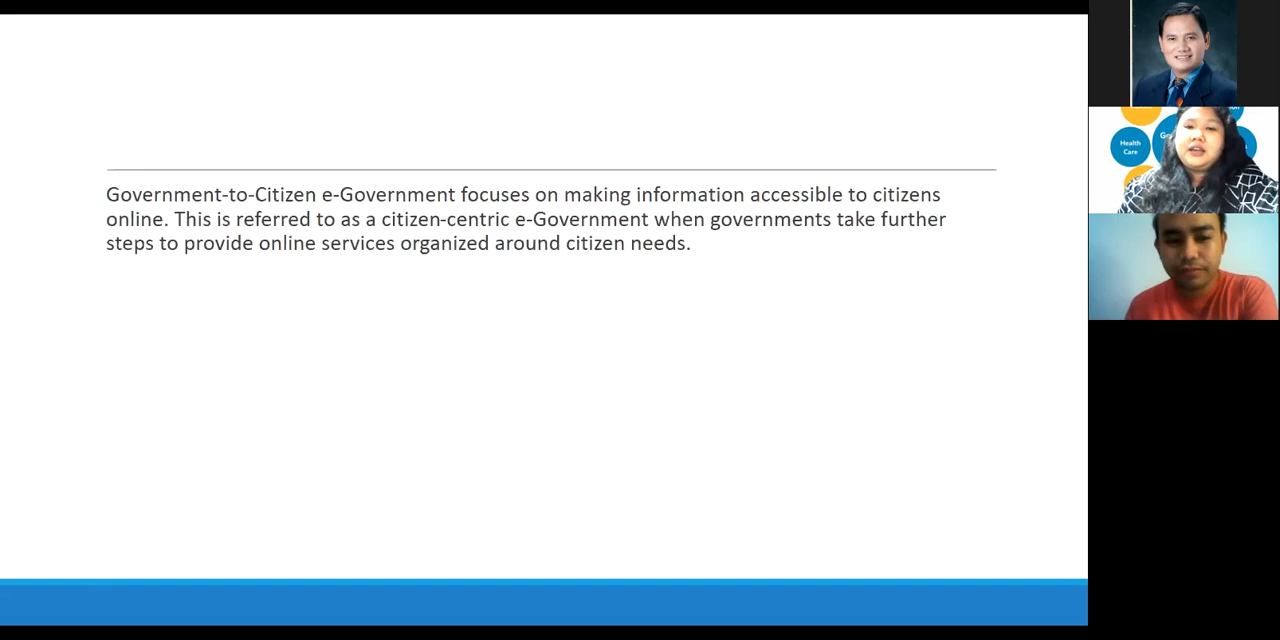 Government-to-Citizen e-Government focuses on making information accessible to citizens
online. This is referred to as a citizen-centric e-Government when governments take further
steps to provide online services organized around citizen needs.
Health
Care